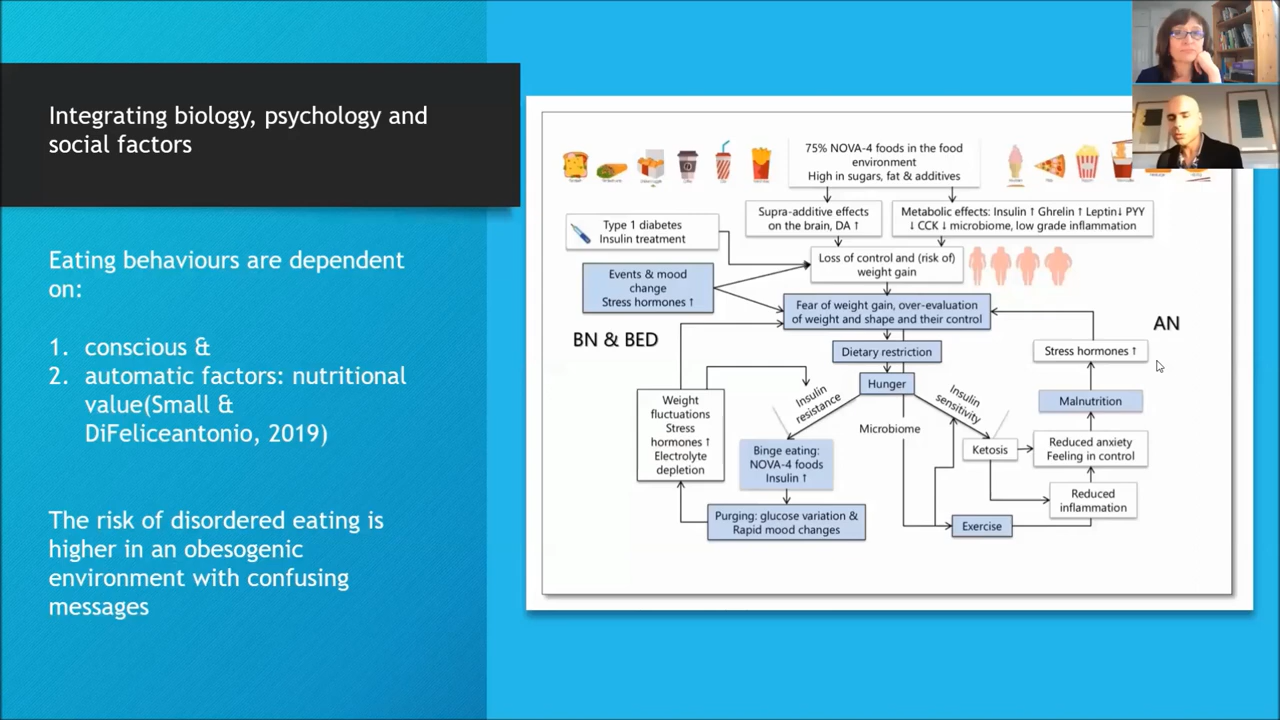 Integrating biology, psychology and
social factors
Eating behaviours are dependent
on:
1. conscious &
2. automatic factors: nutritional
value(Small &
DiFeliceantonio, 2019)
The risk of disordered eating is
higher in an obesogenic
environment with confusing
messages
75% NOVA-4 foods in the food
environment
High in sugars, fat & additives
Supra-additive effects
on the brain, DA ↑
Metabolic effects: Insulin ↑ Ghrelin ↑ Leptin↓ PYY
↓ CCK ↓ microbiome, low grade inflammation
Type 1 diabetes
Insulin treatment
Loss of control and (risk of)
weight gain
Events & mood
change
Stress hormones ↑
Fear of weight gain, over-evaluation
of weight and shape and their control
BN & BED
AN
Dietary restriction
Stress hormones ↑
Hunger
Insulin
resistance
Insulin
sensitivity
Malnutrition
Weight
fluctuations
Stress
hormones ↑
Electrolyte
depletion
Microbiome
Binge eating:
NOVA-4 foods
Insulin ↑
Ketosis
Reduced anxiety
Feeling in control
Reduced
inflammation
Purging: glucose variation &
Rapid mood changes
Exercise